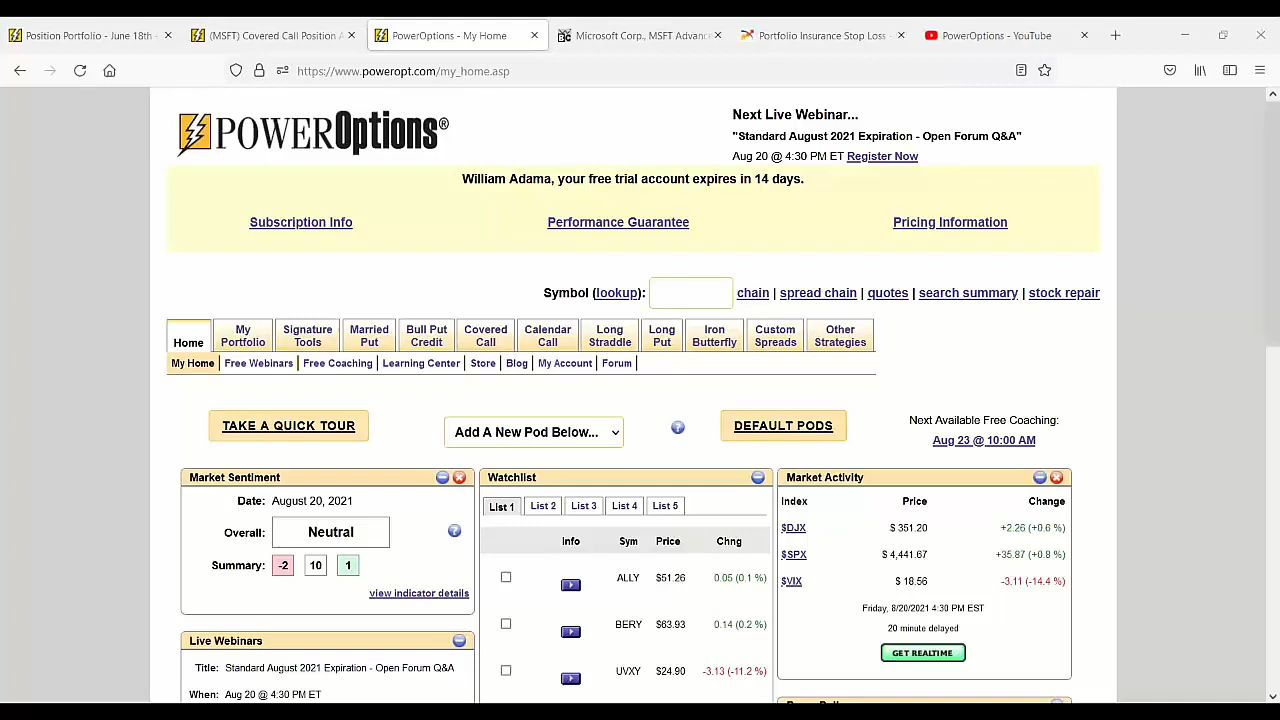 Position Portfolio - June 18th -
(MSFT) Covered Call Position A
PowerOptions - My Home
Microsoft Corp., MSFT Advanc
Portfolio Insurance Stop Loss -
PowerOptions - YouTube
https://www.poweropt.com/my_home.asp
POWEROptions®
Next Live Webinar...
"Standard August 2021 Expiration - Open Forum Q&A"
Aug 20 @ 4:30 PM ET Register Now
William Adama, your free trial account expires in 14 days.
Subscription Info
Performance Guarantee
Pricing Information
Symbol (lookup): chain | spread chain | quotes | search summary | stock repair
Home
My Portfolio
Signature Tools
Married Put
Bull Put Credit
Covered Call
Calendar Call
Long Straddle
Long Put
Iron Butterfly
Custom Spreads
Other Strategies
My Home | Free Webinars | Free Coaching | Learning Center | Store | Blog | My Account | Forum |
TAKE A QUICK TOUR
Add A New Pod Below...
DEFAULT PODS
Next Available Free Coaching:
Aug 23 @ 10:00 AM
Market Sentiment
Date: August 20, 2021
Overall: Neutral
Summary: -2 10 1
view indicator details
Live Webinars
Title: Standard August 2021 Expiration - Open Forum Q&A
When: Aug 20 @ 4:30 PM ET
Watchlist
List 1 List 2 List 3 List 4 List 5
Info Sym Price Chng
ALLY $51.26 0.05 (0.1 %)
BERY $63.93 0.14 (0.2 %)
UVXY $24.90 -3.13 (-11.2 %)
Market Activity
Index Price Change
$DJX $ 351.20 +2.26 (+0.6 %)
$SPX $ 4,441.67 +35.87 (+0.8 %)
$VIX $ 18.56 -3.11 (-14.4 %)
Friday, 8/20/2021 4:30 PM EST
20 minute delayed
GET REALTIME